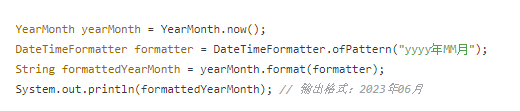 YearMonth yearMonth = YearMonth.now();
DateTimeFormatter formatter = DateTimeFormatter.ofPattern("yyyy年MM月");
String formattedYearMonth = yearMonth.format(formatter);
System.out.println(formattedYearMonth); // 输出格式：2023年06月